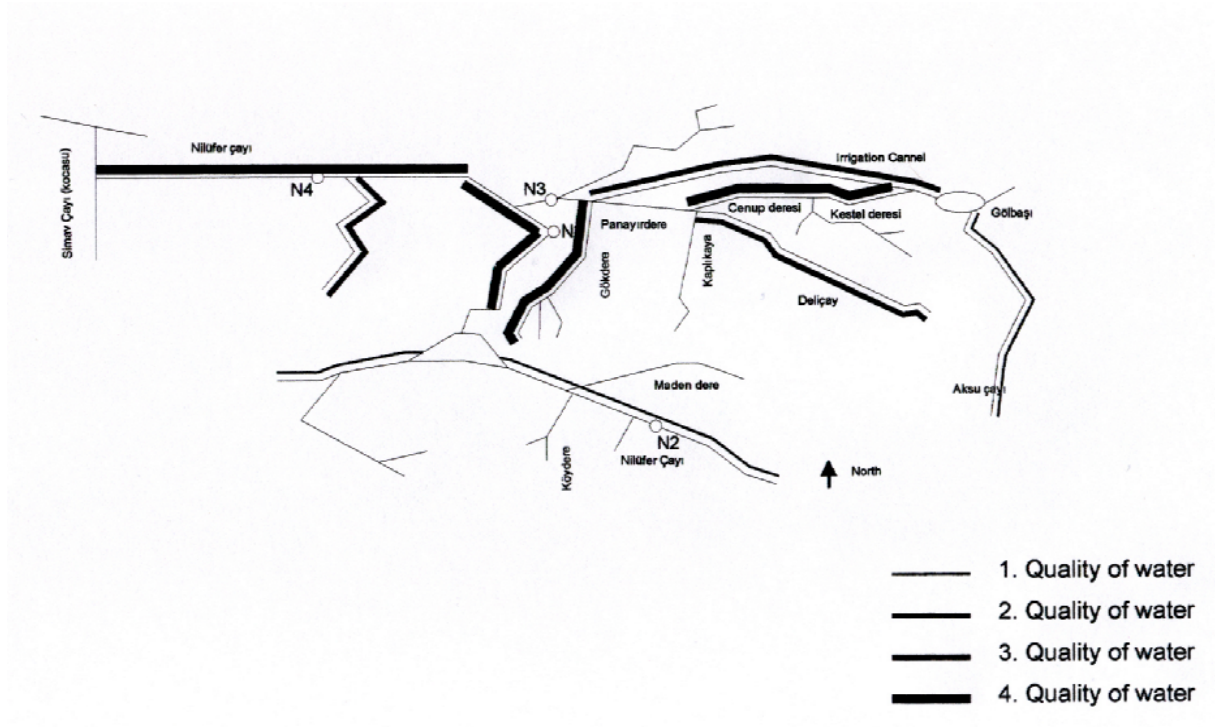 Nilüfer çayı
Irrigation Cannel
Simav Çayı (kocasu)
N4
N3
Cenup deresi
Kestel deresi
Gölbaşı
Panayırdere
Gökdere
Kaplıkaya
Deliçay
Maden dere
Aksu çayı
N2
Köydere
Nilüfer Çayı
North
1. Quality of water
2. Quality of water
3. Quality of water
4. Quality of water